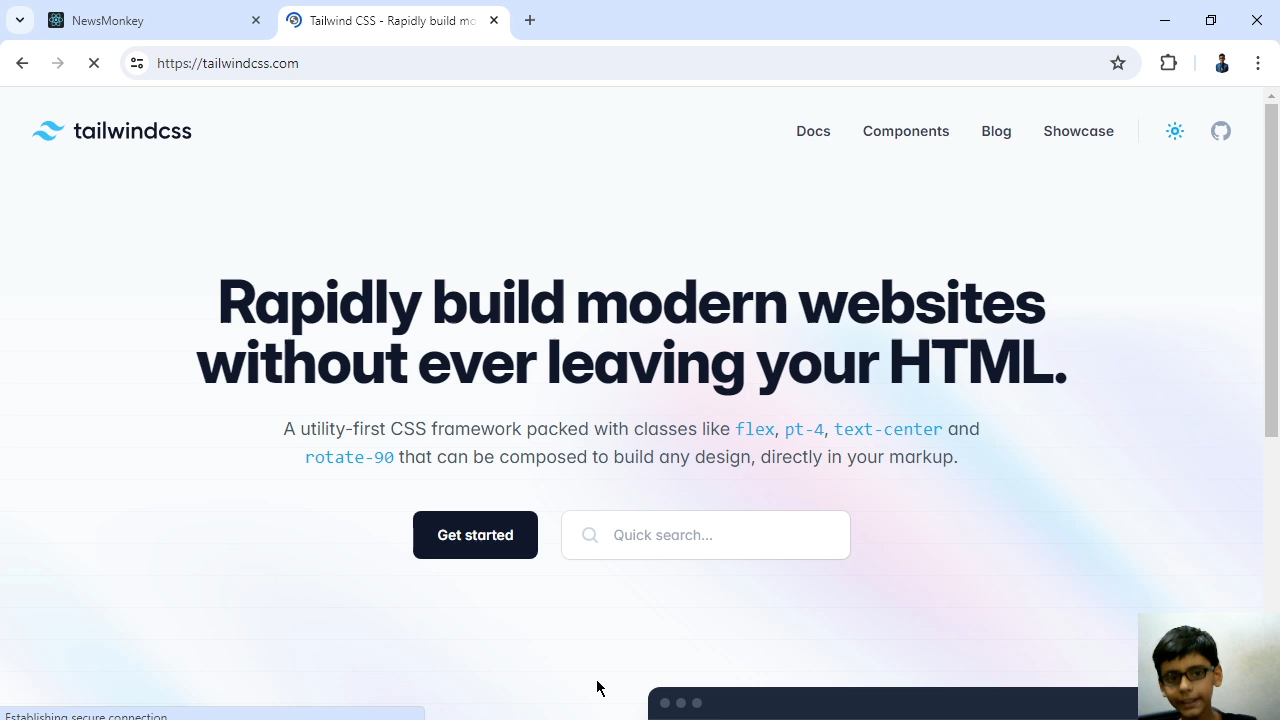 NewsMonkey
Tailwind CSS - Rapidly build mo
https://tailwindcss.com
tailwindcss
Docs
Components
Blog
Showcase
Rapidly build modern websites
without ever leaving your HTML.
A utility-first CSS framework packed with classes like flex, pt-4, text-center and
rotate-90 that can be composed to build any design, directly in your markup.
Get started
Quick search...
Establishing secure connection